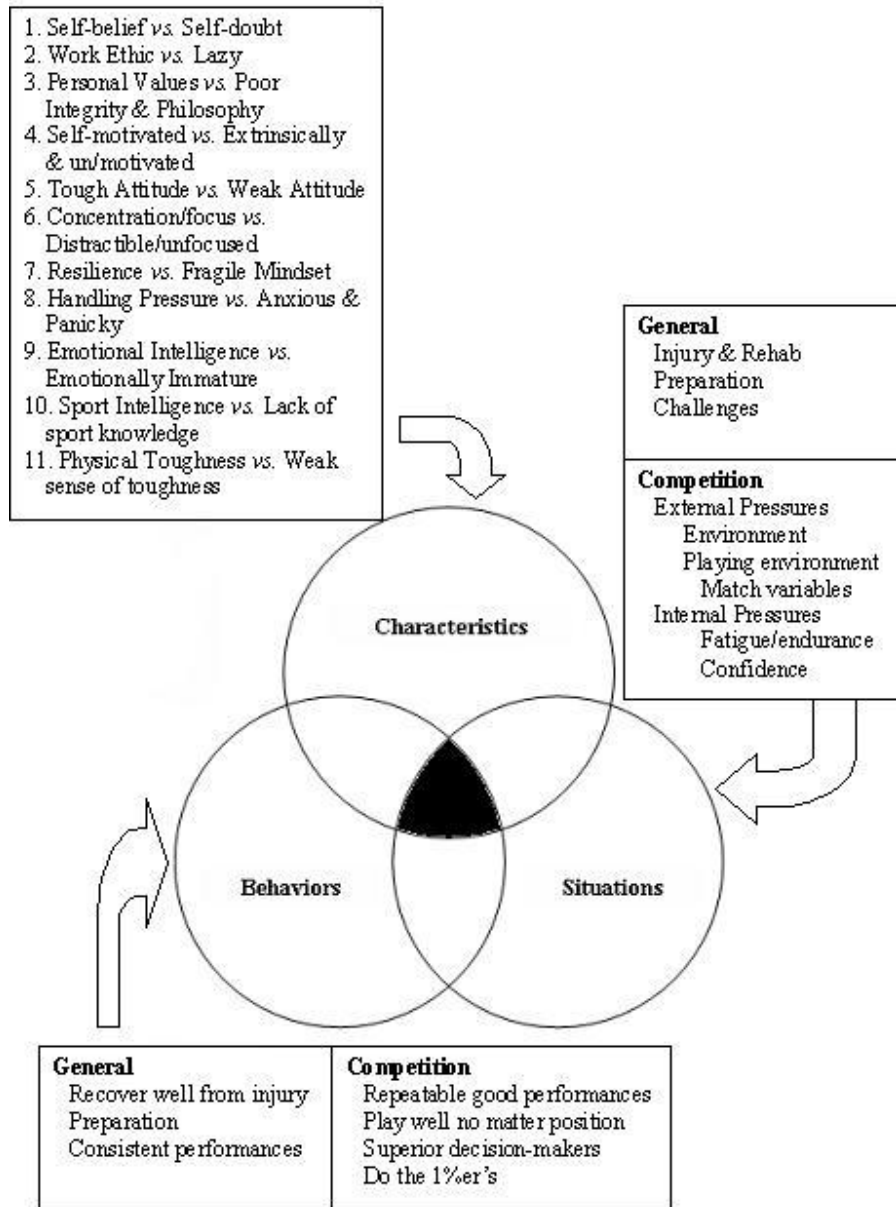 1. Self-belief vs. Self-doubt
2. Work Ethic vs. Lazy
3. Personal Values vs. Poor
Integrity & Philosophy
4. Self-motivated vs. Extrinsically
& un/motivated
5. Tough Attitude vs. Weak Attitude
6. Concentration/focus vs.
Distractible/unfocused
7. Resilience vs. Fragile Mindset
8. Handling Pressure vs. Anxious &
Panicky
9. Emotional Intelligence vs.
Emotionally Immature
10. Sport Intelligence vs. Lack of
sport knowledge
11. Physical Toughness vs. Weak
sense of toughness
General
Injury & Rehab
Preparation
Challenges
Competition
External Pressures
Environment
Playing environment
Match variables
Internal Pressures
Fatigue/endurance
Confidence
Characteristics
Behaviors
Situations
General
Recover well from injury
Preparation
Consistent performances
Competition
Repeatable good performances
Play well no matter position
Superior decision-makers
Do the 1%er's